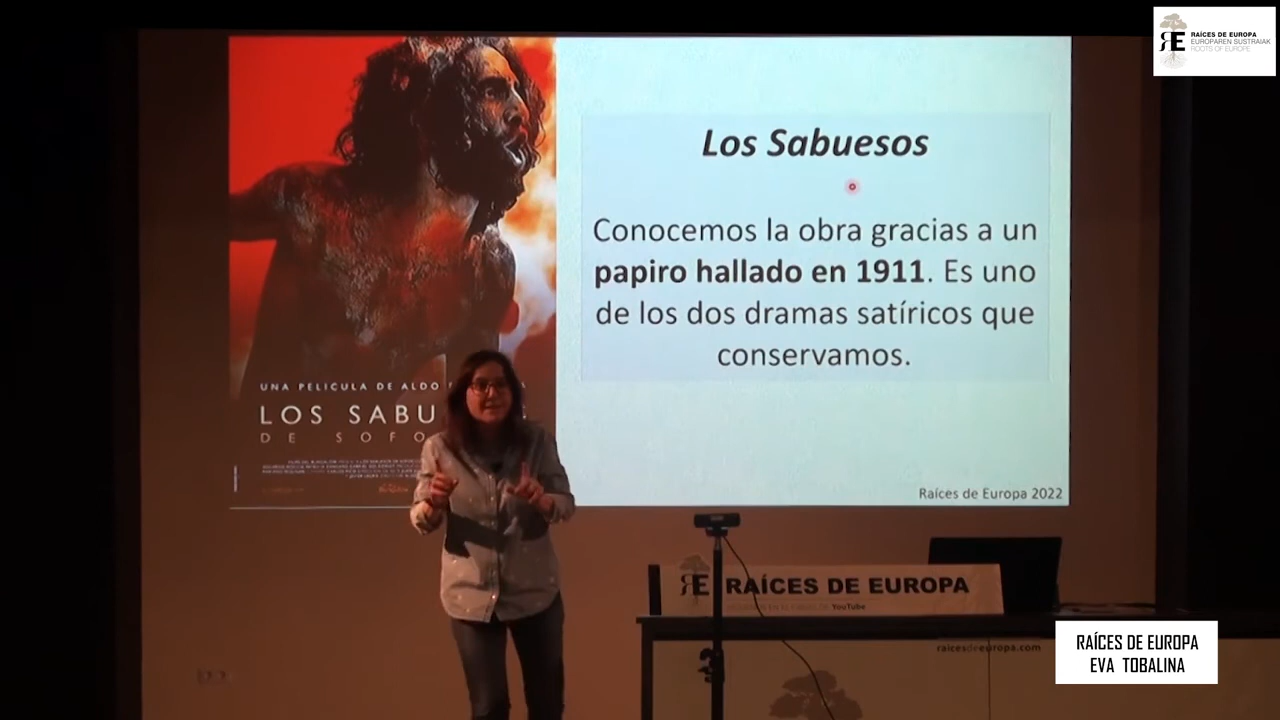 RAÍCES DE EUROPA
EUROPAREN SUSTRAIAK
ROOTS OF EUROPE
Los Sabuesos
Conocemos la obra gracias a un
papiro hallado en 1911. Es uno
de los dos dramas satíricos que
conservamos.
UNA PELICULA DE ALDO
LOS SABU
DE SOFO
Raíces de Europa 2022
RE RAÍCES DE EUROPA
YouTube
raicesdeeuropa.com
RAÍCES DE EUROPA
EVA TOBALINA